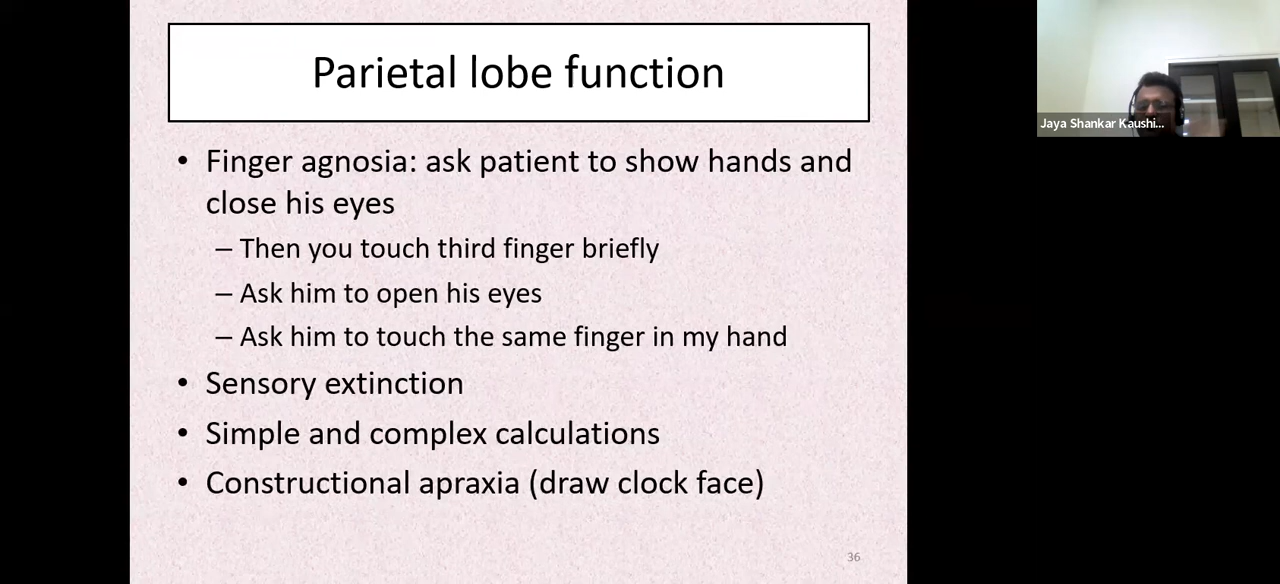 Parietal lobe function
• Finger agnosia: ask patient to show hands and
close his eyes
– Then you touch third finger briefly
– Ask him to open his eyes
– Ask him to touch the same finger in my hand
• Sensory extinction
• Simple and complex calculations
• Constructional apraxia (draw clock face)
36
Jaya Shankar Kaushi...